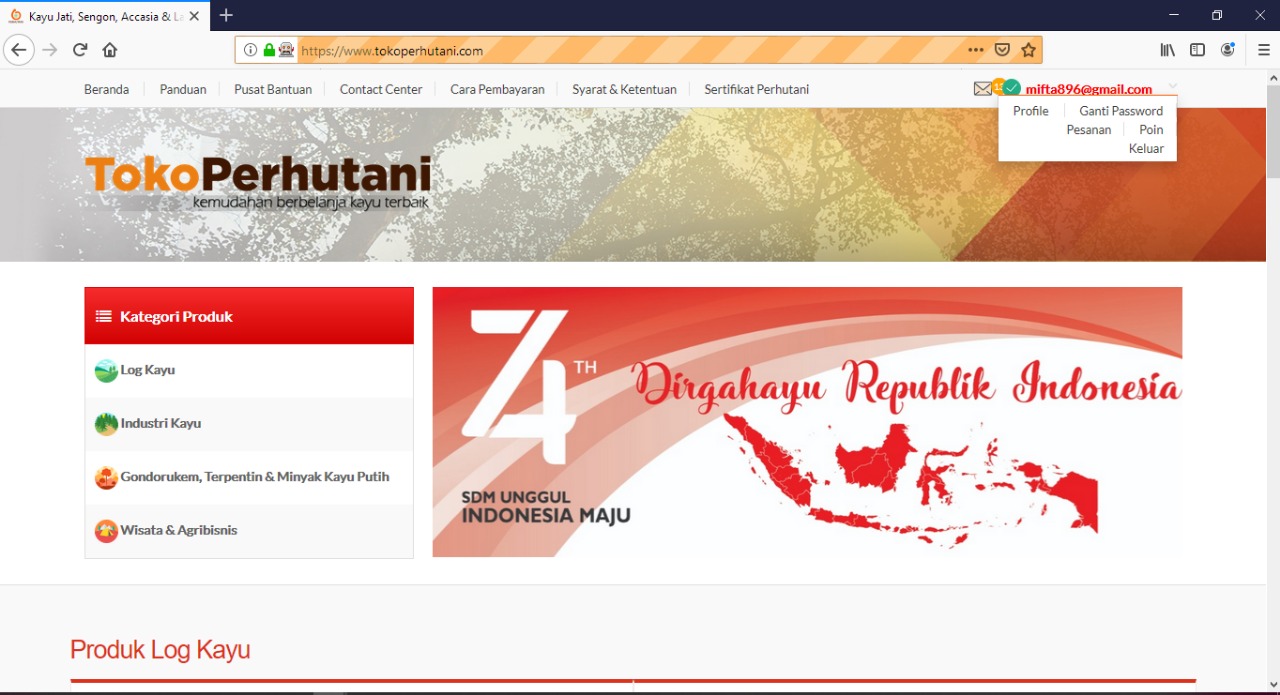 Kayu Jati, Sengon, Accasia & La
https://www.tokoperhutani.com
Beranda
Panduan
Pusat Bantuan
Contact Center
Cara Pembayaran
Syarat & Ketentuan
Sertifikat Perhutani
mifta896@gmail.com
Profile
Ganti Password
Pesanan
Poin
Keluar
TokoPerhutani
kemudahan berbelanja kayu terbaik
Kategori Produk
Log Kayu
Industri Kayu
Gondorukem, Terpentin & Minyak Kayu Putih
Wisata & Agribisnis
74 TH
Dirgahayu Republik Indonesia
SDM UNGGUL
INDONESIA MAJU
Produk Log Kayu